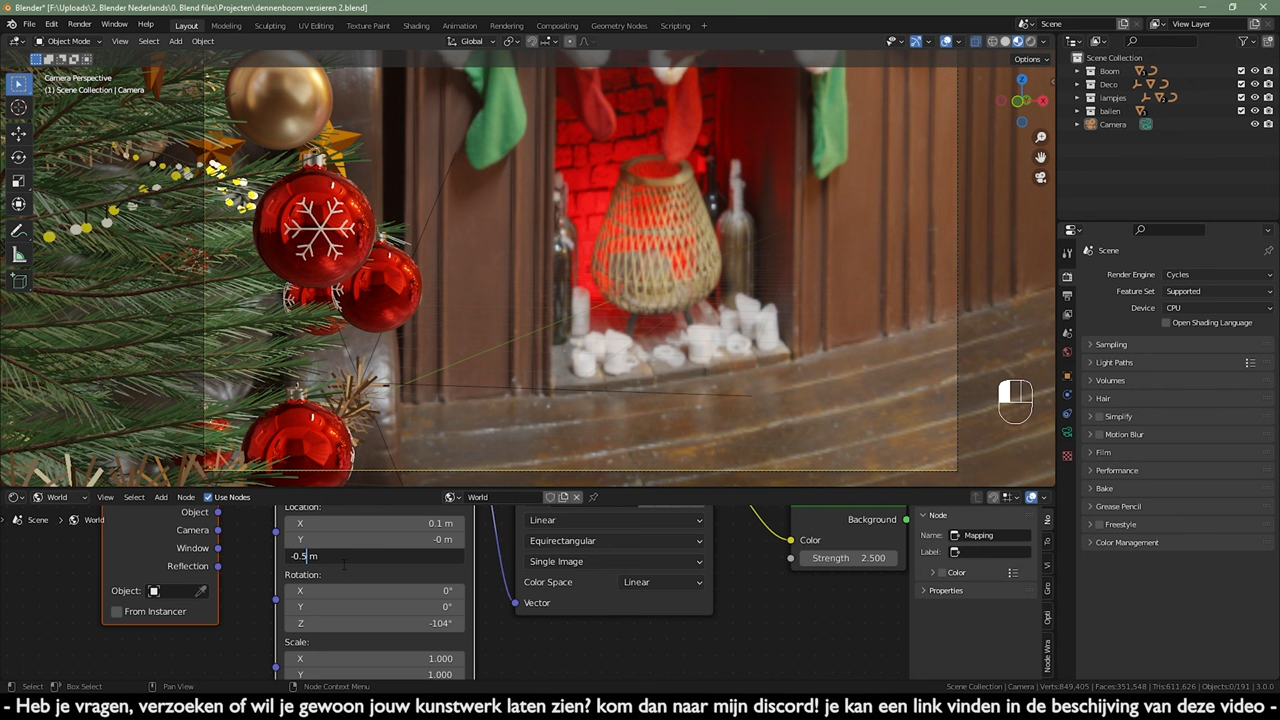 Blender* [F:\Uploads\2. Blender Nederlands\0. Blend files\Projecten\dennenboom versieren 2.blend]
File Edit Render Window Help Layout Modeling Sculpting UV Editing Texture Paint Shading Animation Rendering Compositing Geometry Nodes Scripting + Scene View Layer
Object Mode View Select Add Object Global
Options
Camera Perspective
(1) Scene Collection | Camera
Scene Collection
Boom
Deco
lampjes
ballen
Camera
Scene
Render Engine Cycles
Feature Set Supported
Device CPU
Open Shading Language
Sampling
Light Paths
Volumes
Hair
Simplify
Motion Blur
Film
Performance
Bake
Grease Pencil
Freestyle
Color Management
World View Select Add Node Use Nodes World
Scene World
Object
Camera
Window
Reflection
Object:
From Instancer
Location:
X 0.1 m
Y -0 m
-0.5 m
Rotation:
X 0°
Y 0°
Z -104°
Scale:
X 1.000
Y 1.000
Linear
Equirectangular
Single Image
Color Space Linear
Vector
Background
Color
Strength 2.500
Node
Name: Mapping
Label:
Color
Properties
No
To
Vi
Gro
Opti
Node Wra
Select Box Select Pan View Node Context Menu
Scene Collection | Camera | Verts:849,405 | Faces:351,548 | Tris:611,626 | Objects:0/191 | 3.0.0
- Heb je vragen, verzoeken of wil je gewoon jouw kunstwerk laten zien? kom dan naar mijn discord! je kan een link vinden in de beschrijving van deze video -